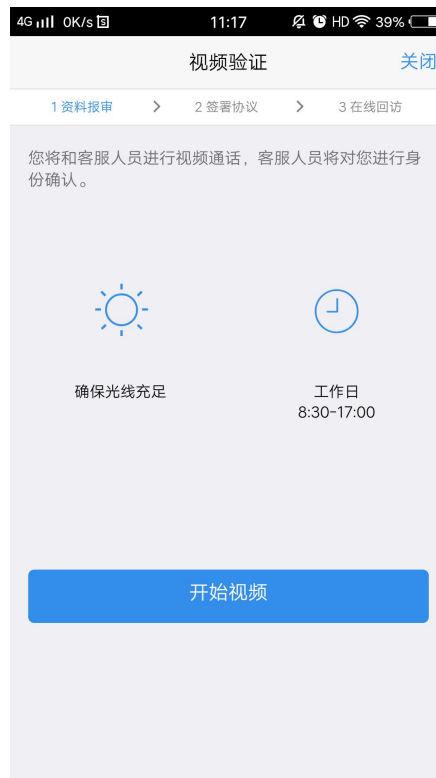 4G 0K/s S 11:17 HD 39%
视频验证 关闭
1 资料报审 > 2 签署协议 > 3 在线回访
您将和客服人员进行视频通话，客服人员将对您进行身
份确认。
确保光线充足 工作日
8:30-17:00
开始视频